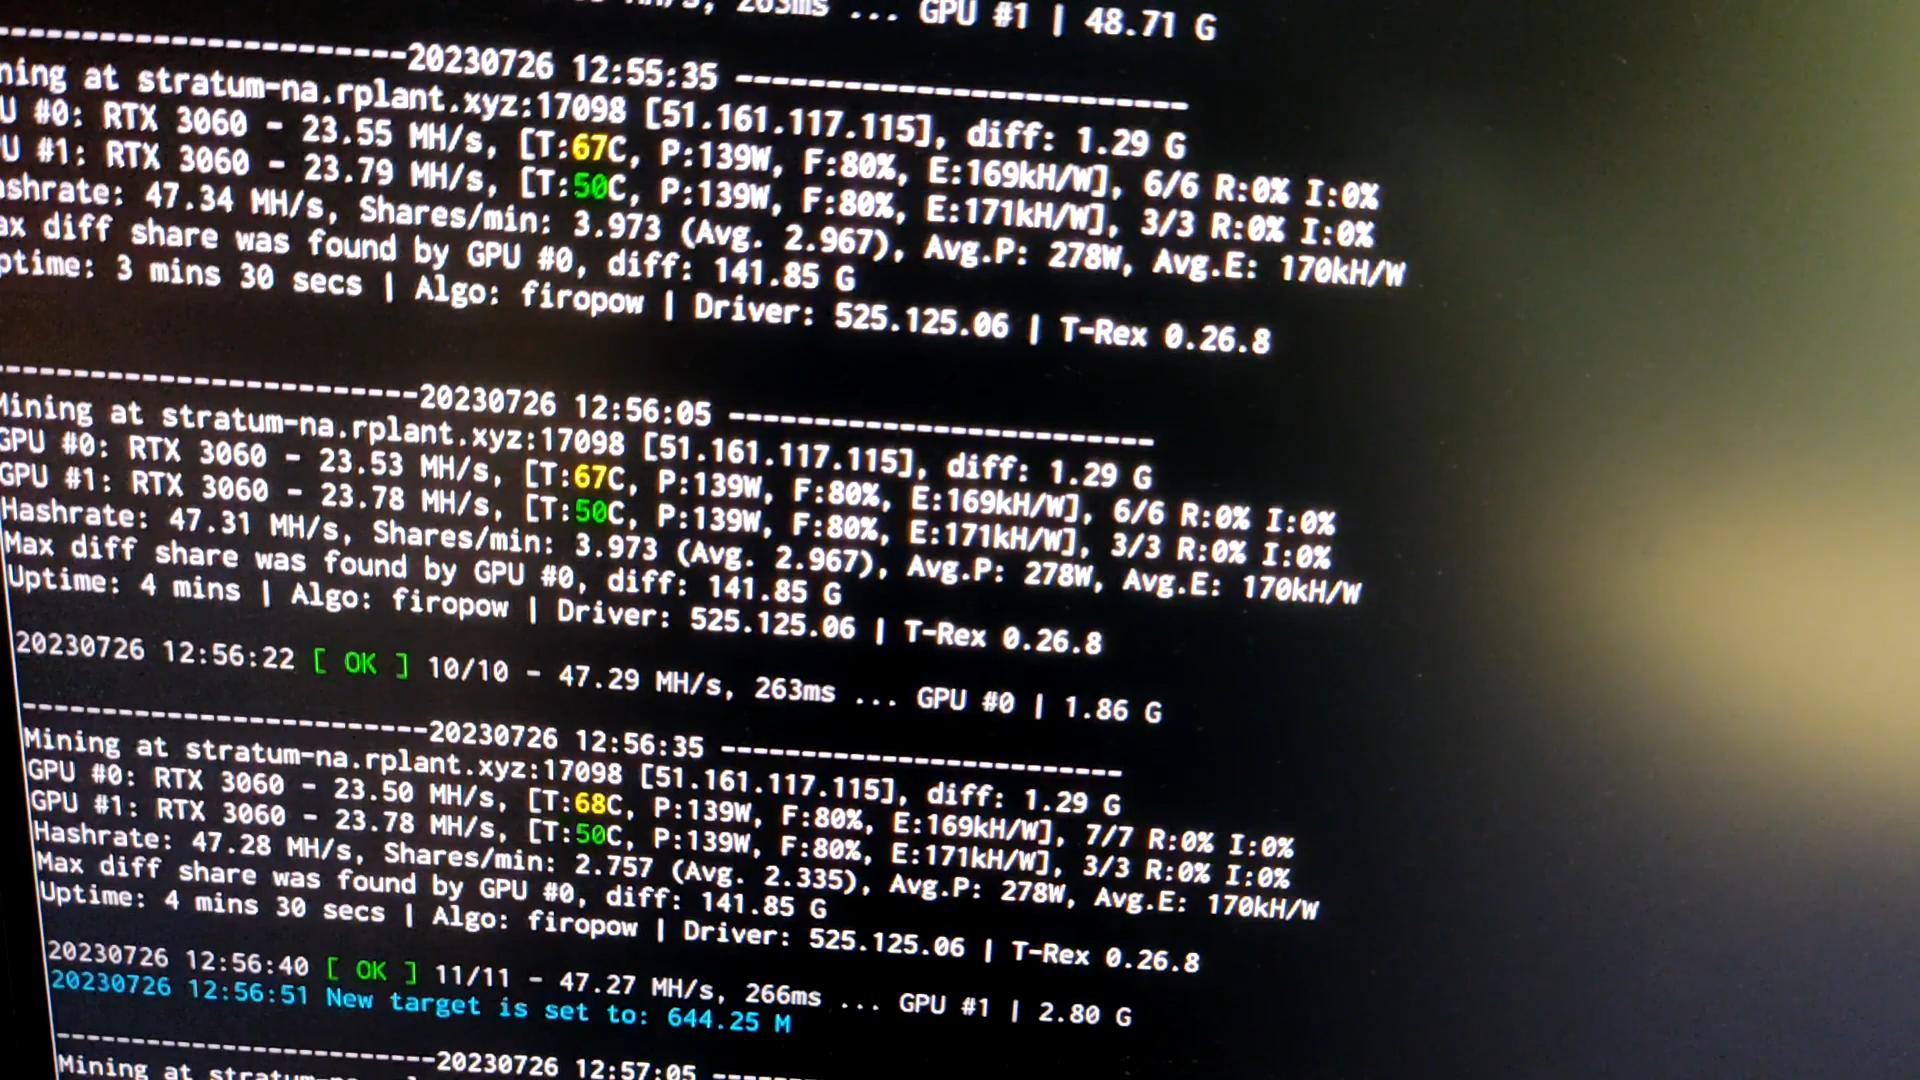 MH/s, 263ms ... GPU #1 | 48.71 G
-----------------------20230726 12:55:35 ------------------------
ning at stratum-na.rplant.xyz:17098 [51.161.117.115], diff: 1.29 G
U #0: RTX 3060 - 23.55 MH/s, [T:67C, P:139W, F:80%, E:169kH/W], 6/6 R:0% I:0%
U #1: RTX 3060 - 23.79 MH/s, [T:50C, P:139W, F:80%, E:171kH/W], 3/3 R:0% I:0%
ashrate: 47.34 MH/s, Shares/min: 3.973 (Avg. 2.967), Avg.P: 278W, Avg.E: 170kH/W
ax diff share was found by GPU #0, diff: 141.85 G
ptime: 3 mins 30 secs | Algo: firopow | Driver: 525.125.06 | T-Rex 0.26.8
-----------------------20230726 12:56:05 ------------------------
Mining at stratum-na.rplant.xyz:17098 [51.161.117.115], diff: 1.29 G
GPU #0: RTX 3060 - 23.53 MH/s, [T:67C, P:139W, F:80%, E:169kH/W], 6/6 R:0% I:0%
GPU #1: RTX 3060 - 23.78 MH/s, [T:50C, P:139W, F:80%, E:171kH/W], 3/3 R:0% I:0%
Hashrate: 47.31 MH/s, Shares/min: 3.973 (Avg. 2.967), Avg.P: 278W, Avg.E: 170kH/W
Max diff share was found by GPU #0, diff: 141.85 G
Uptime: 4 mins | Algo: firopow | Driver: 525.125.06 | T-Rex 0.26.8
20230726 12:56:22 [ OK ] 10/10 - 47.29 MH/s, 263ms ... GPU #0 | 1.86 G
-----------------------20230726 12:56:35 ------------------------
Mining at stratum-na.rplant.xyz:17098 [51.161.117.115], diff: 1.29 G
GPU #0: RTX 3060 - 23.50 MH/s, [T:68C, P:139W, F:80%, E:169kH/W], 7/7 R:0% I:0%
GPU #1: RTX 3060 - 23.78 MH/s, [T:50C, P:139W, F:80%, E:171kH/W], 3/3 R:0% I:0%
Hashrate: 47.28 MH/s, Shares/min: 2.757 (Avg. 2.335), Avg.P: 278W, Avg.E: 170kH/W
Max diff share was found by GPU #0, diff: 141.85 G
Uptime: 4 mins 30 secs | Algo: firopow | Driver: 525.125.06 | T-Rex 0.26.8
20230726 12:56:40 [ OK ] 11/11 - 47.27 MH/s, 266ms ... GPU #1 | 2.80 G
20230726 12:56:51 New target is set to: 644.25 M
-----------------------20230726 12:57:05 ------
Mining at stratum-na.